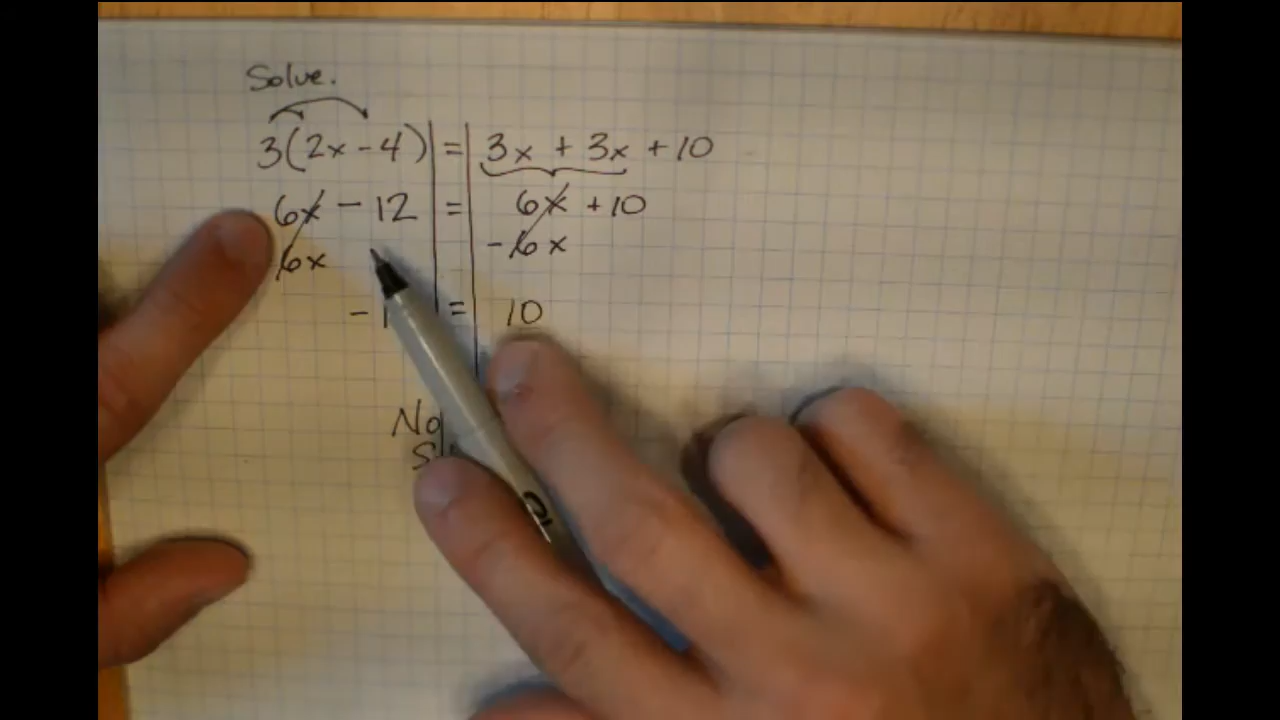 Solve.
3(2x - 4) = 3x + 3x + 10
6x - 12 = 6x + 10
6x - 6x
= 10
No